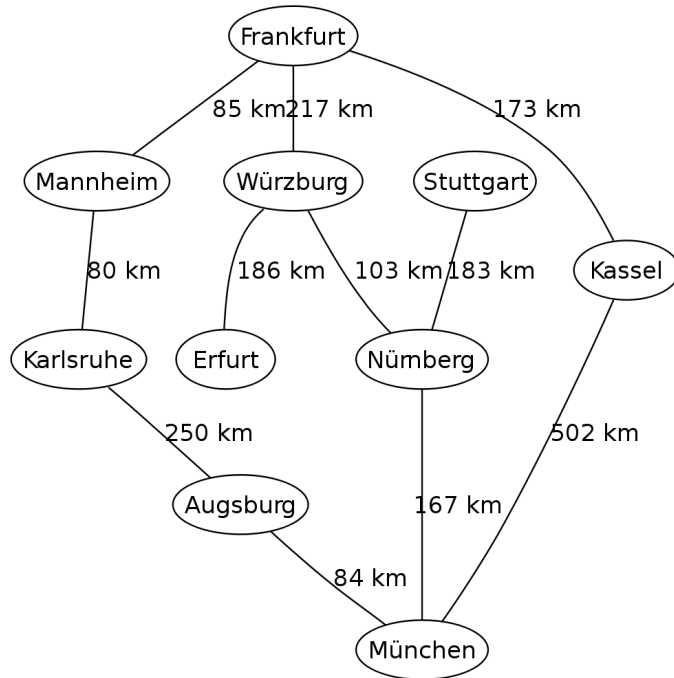 Frankfurt
85 km
217 km
173 km
Mannheim
Würzburg
Stuttgart
80 km
186 km
103 km
183 km
Kassel
Karlsruhe
Erfurt
Nürnberg
250 km
502 km
Augsburg
167 km
84 km
München